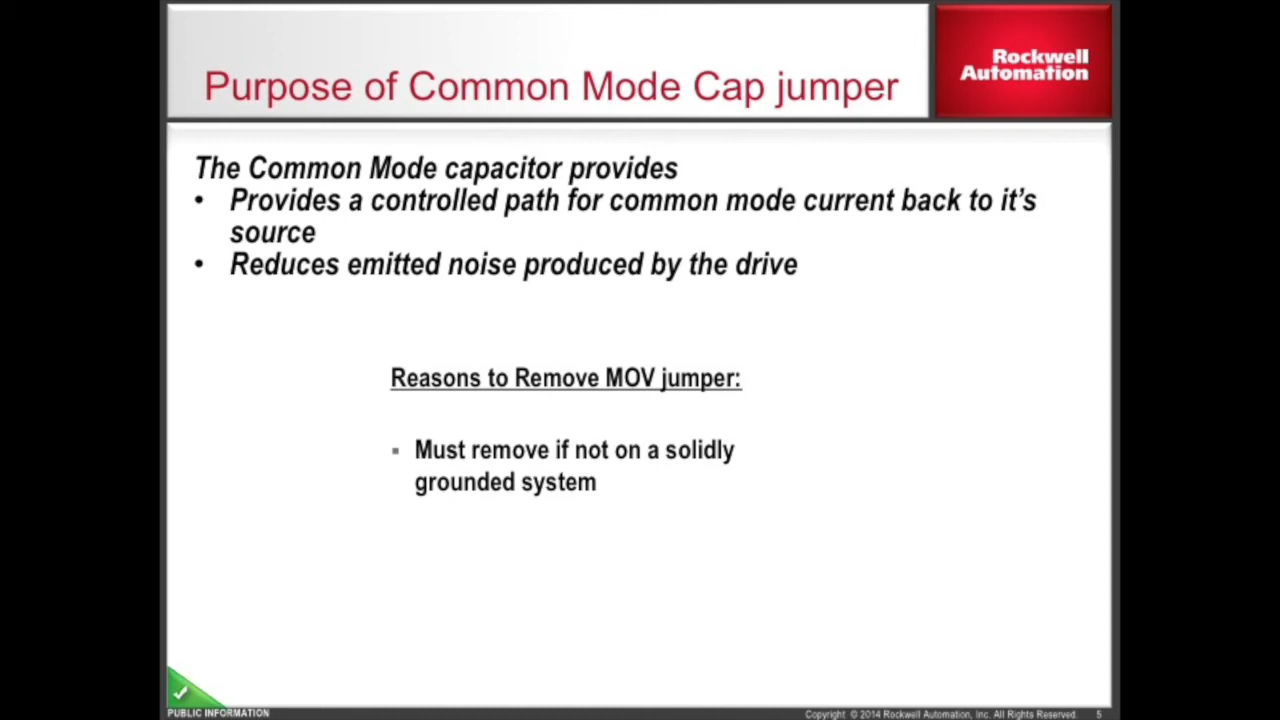 Purpose of Common Mode Cap jumper
Rockwell
Automation
The Common Mode capacitor provides
• Provides a controlled path for common mode current back to it's
source
• Reduces emitted noise produced by the drive
Reasons to Remove MOV jumper:
▪ Must remove if not on a solidly
grounded system
PUBLIC INFORMATION
Copyright © 2014 Rockwell Automation, Inc. All Rights Reserved. 5